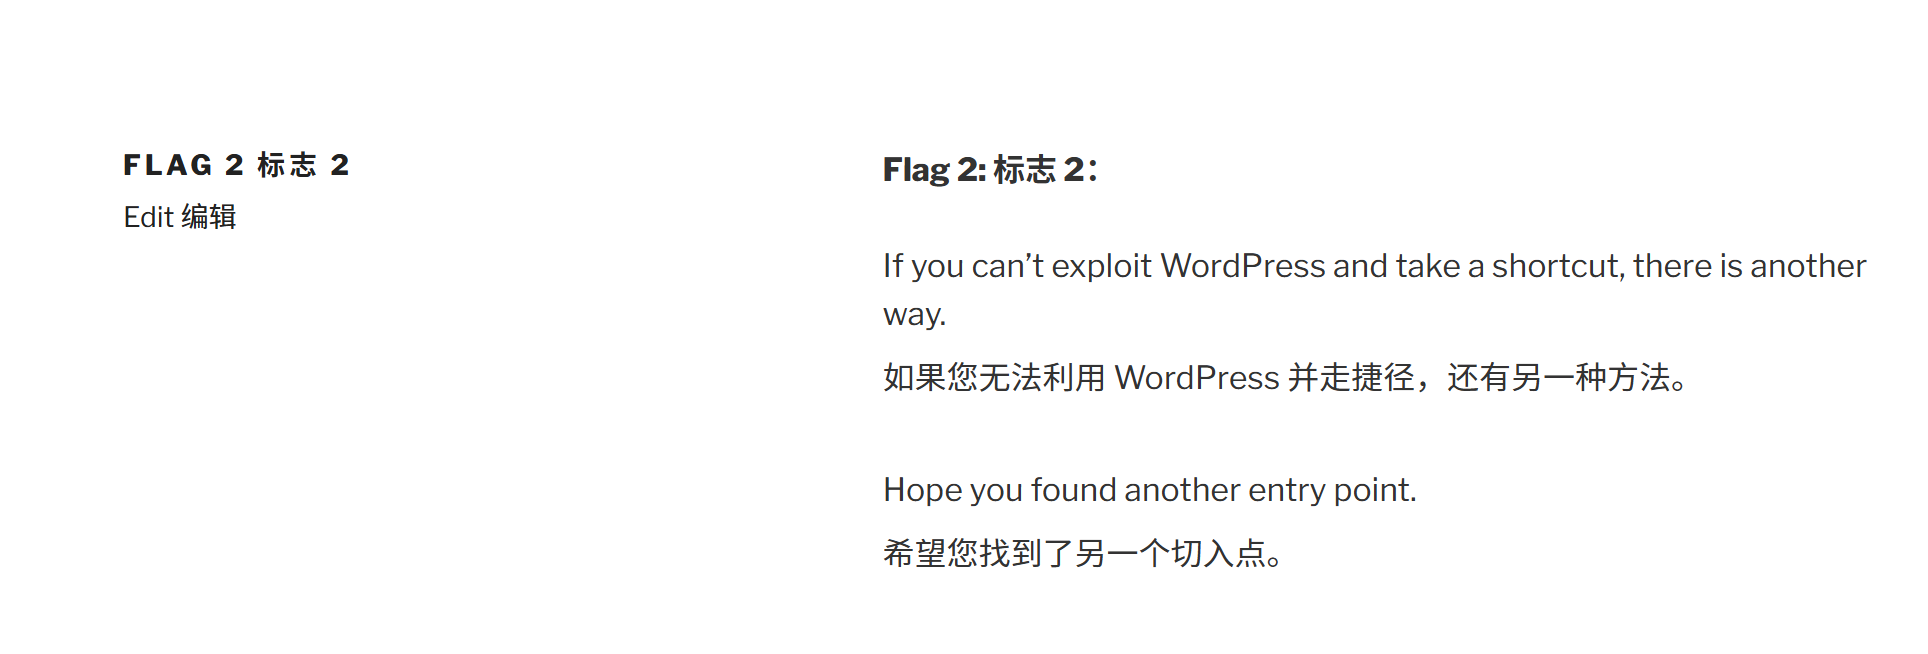 FLAG 2 标志 2
Edit 编辑
Flag 2: 标志 2：
If you can’t exploit WordPress and take a shortcut, there is another
way.
如果您无法利用 WordPress 并走捷径，还有另一种方法。
Hope you found another entry point.
希望您找到了另一个切入点。